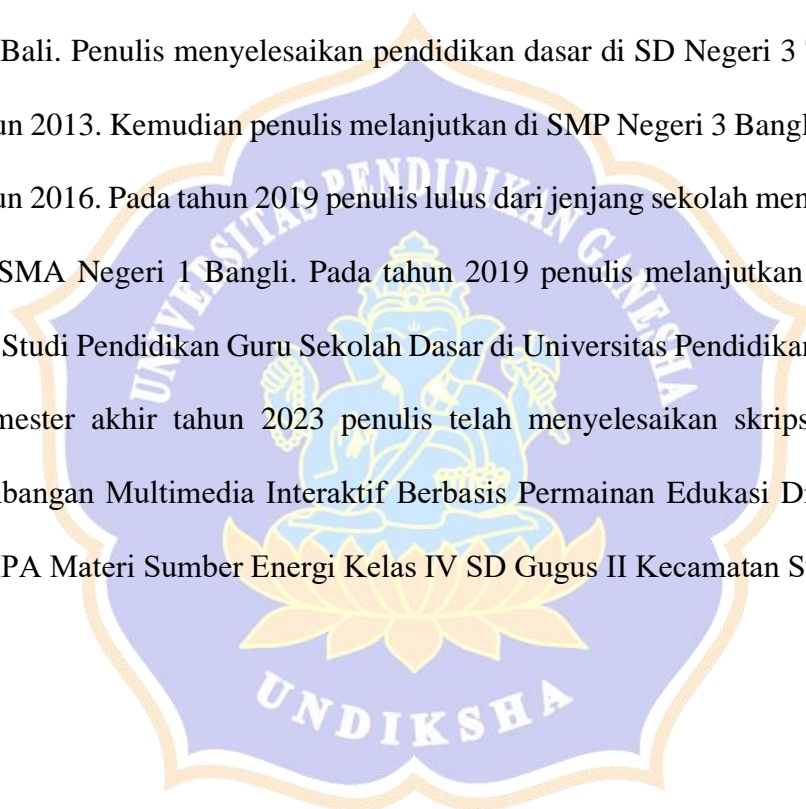 Bali. Penulis menyelesaikan pendidikan dasar di SD Negeri 3
un 2013. Kemudian penulis melanjutkan di SMP Negeri 3 Bangl
un 2016. Pada tahun 2019 penulis lulus dari jenjang sekolah men
SMA Negeri 1 Bangli. Pada tahun 2019 penulis melanjutkan
Studi Pendidikan Guru Sekolah Dasar di Universitas Pendidikan
mester akhir tahun 2023 penulis telah menyelesaikan skrips
bangan Multimedia Interaktif Berbasis Permainan Edukasi D
PA Materi Sumber Energi Kelas IV SD Gugus II Kecamatan S
UNIVERSITAS PENDIDIKAN GANESHA
UNDIKSHA